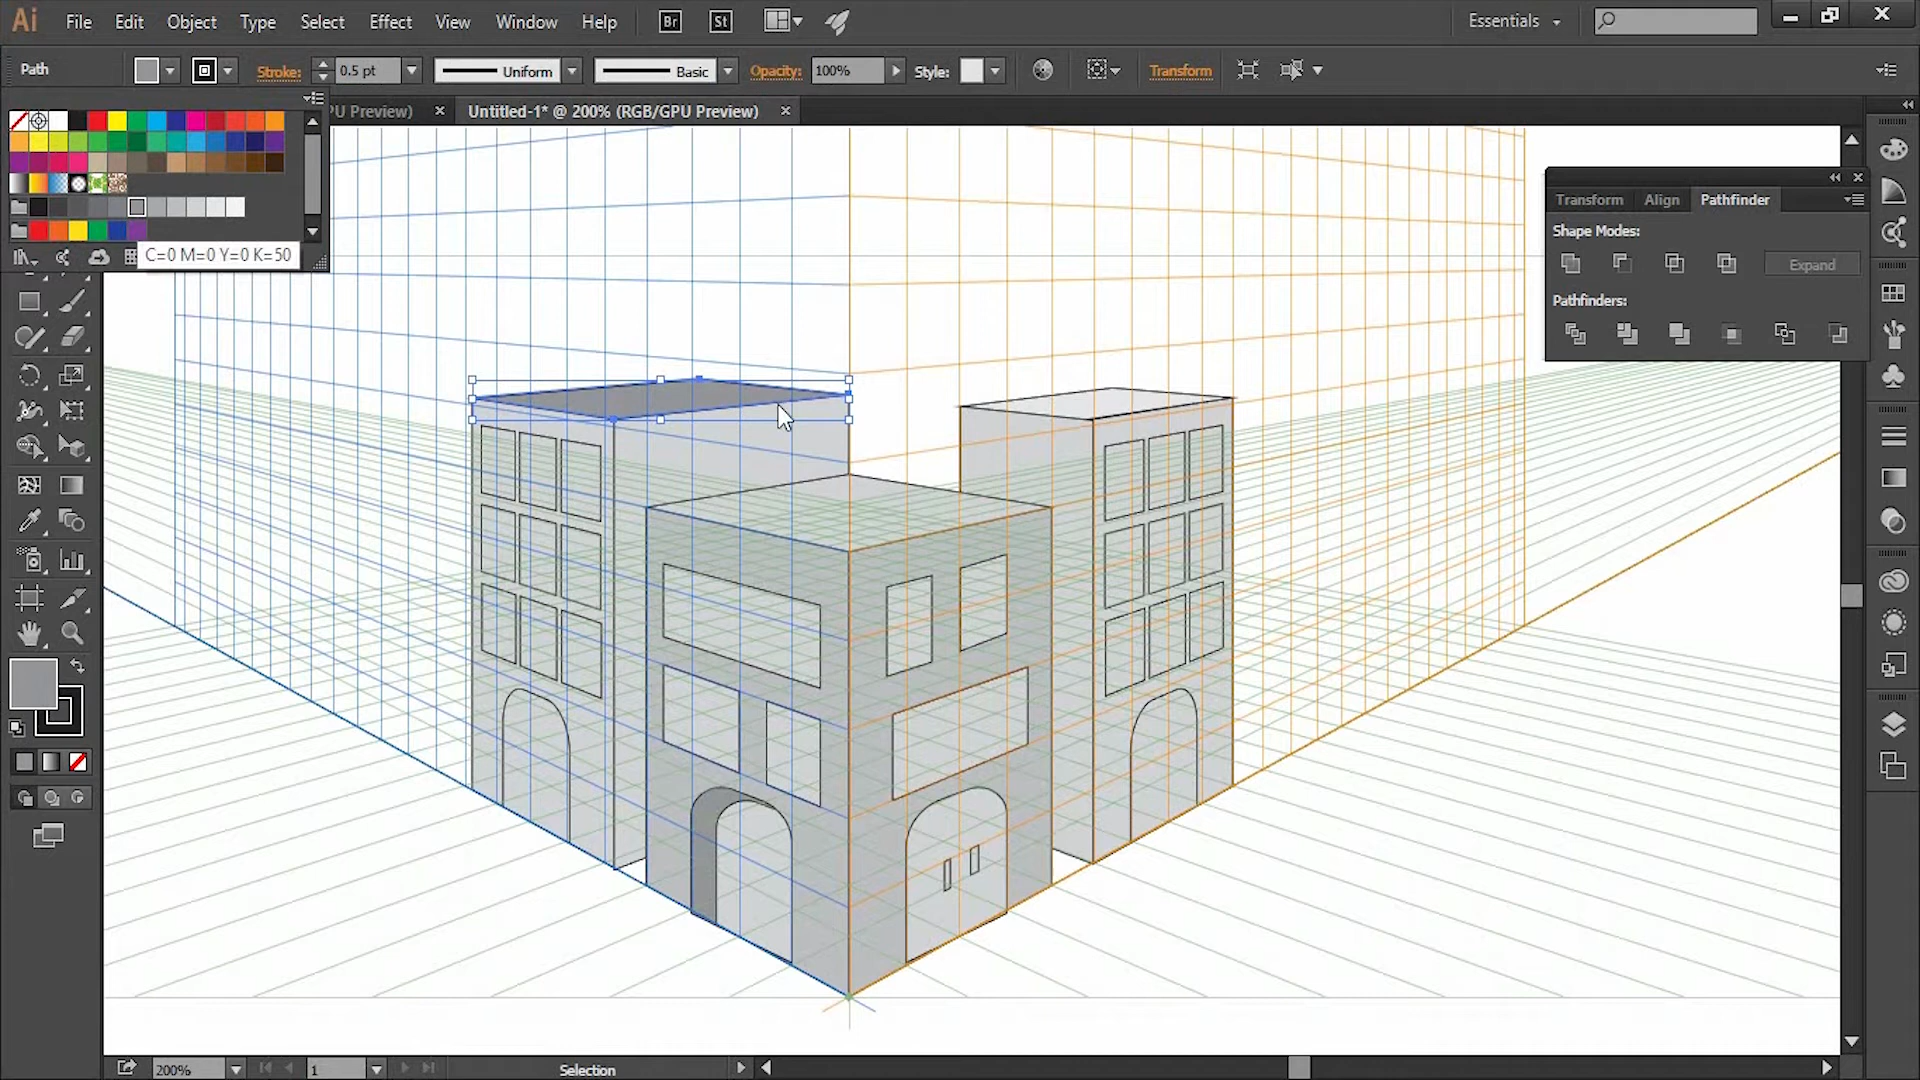 Ai File Edit Object Type Select Effect View Window Help Br St Essentials
Path Stroke: 0.5 pt Uniform Basic Opacity: 100% Style: Transform
PU Preview) Untitled-1* @ 200% (RGB/GPU Preview)
C=0 M=0 Y=0 K=50
Transform Align Pathfinder
Shape Modes:
Expand
Pathfinders:
200% 1 Selection